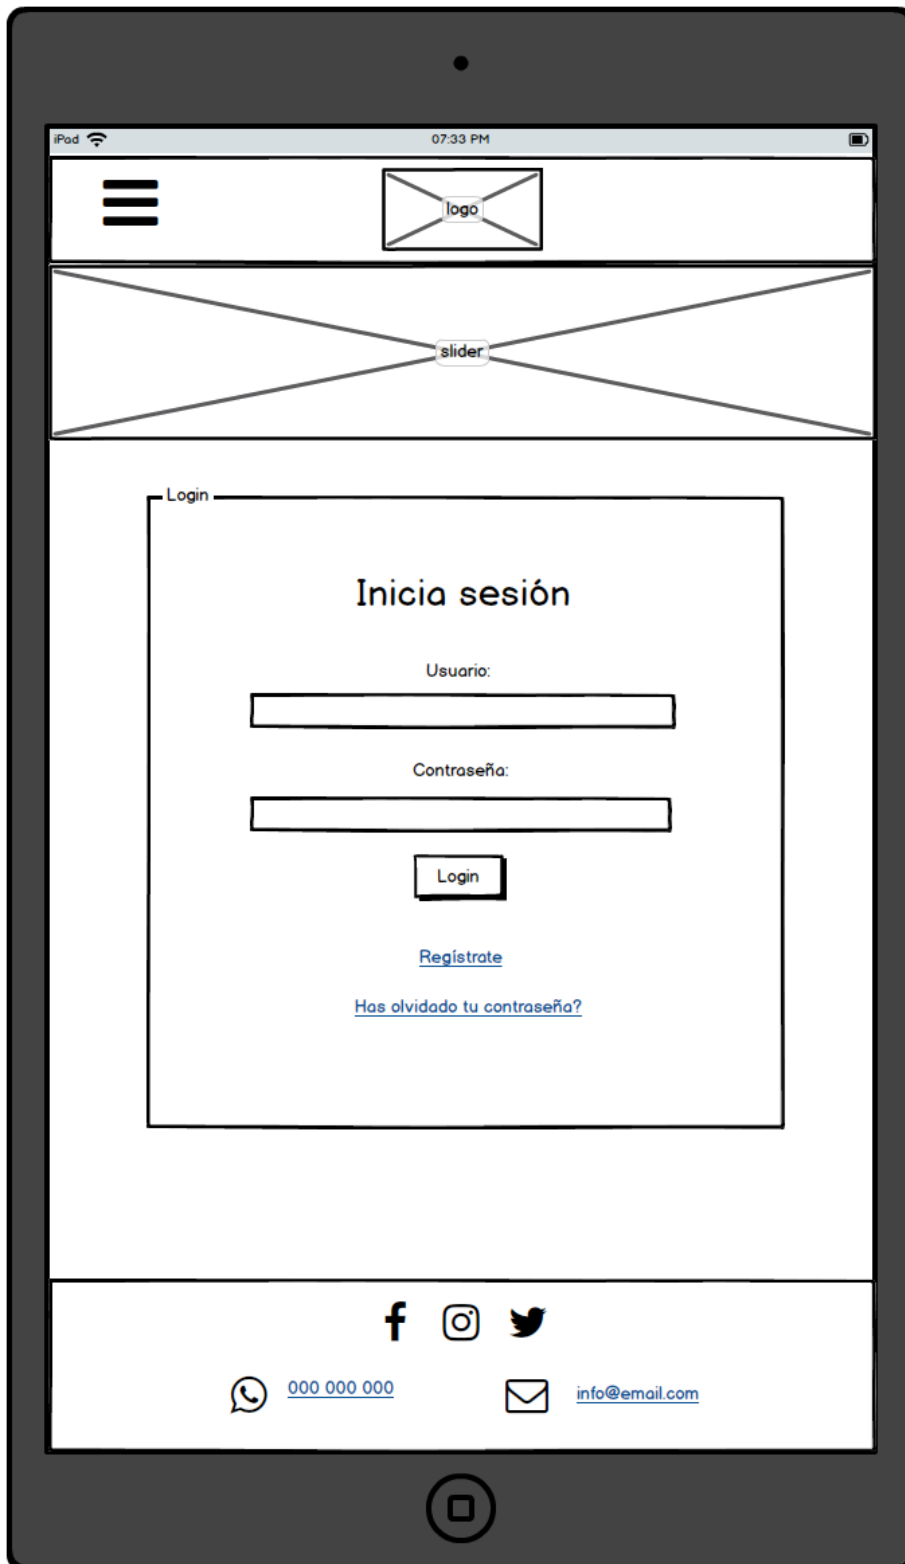 iPad 07:33 PM
logo
slider
Login
Inicia sesión
Usuario:
Contraseña:
Login
Regístrate
Has olvidado tu contraseña?
000 000 000 info@email.com